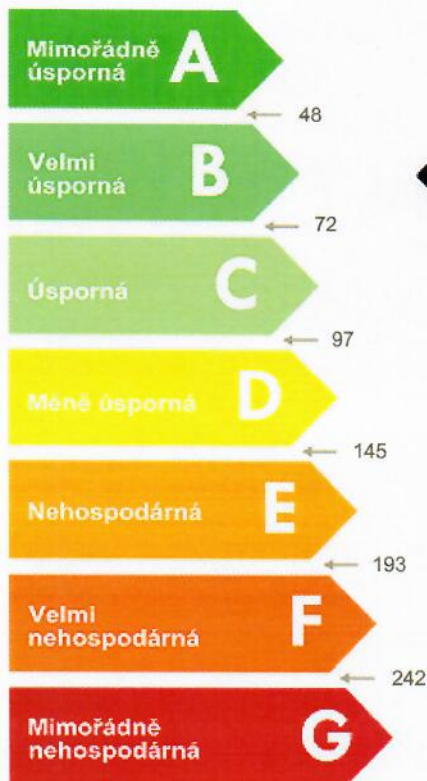 Mimořádně
úsporná
A
48
Velmi
úsporná
B
72
Úsporná
C
97
Méně úsporná
D
145
Nehospodárná
E
193
Velmi
nehospodárná
F
242
Mimořádně
nehospodárná
G